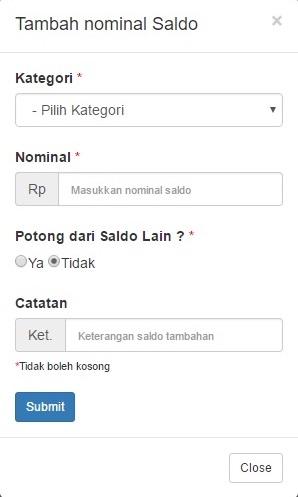 Tambah nominal Saldo ×
Kategori *
- Pilih Kategori
Nominal *
Rp Masukkan nominal saldo
Potong dari Saldo Lain ? *
Ya Tidak
Catatan
Ket. Keterangan saldo tambahan
*Tidak boleh kosong
Submit
Close